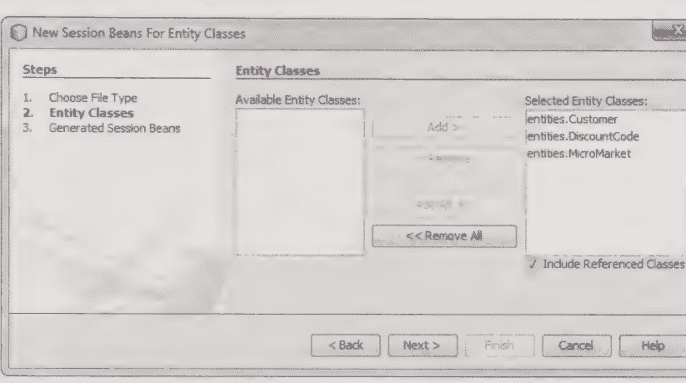 New Session Beans For Entity Classes
Steps
1. Choose File Type
2. Entity Classes
3. Generated Session Beans
Entity Classes
Available Entity Classes:
Add >
Selected Entity Classes:
entities.Customer
entities.DiscountCode
entities.MicroMarket
<< Remove All
✓ Include Referenced Classes
< Back
Next >
Finish
Cancel
Help